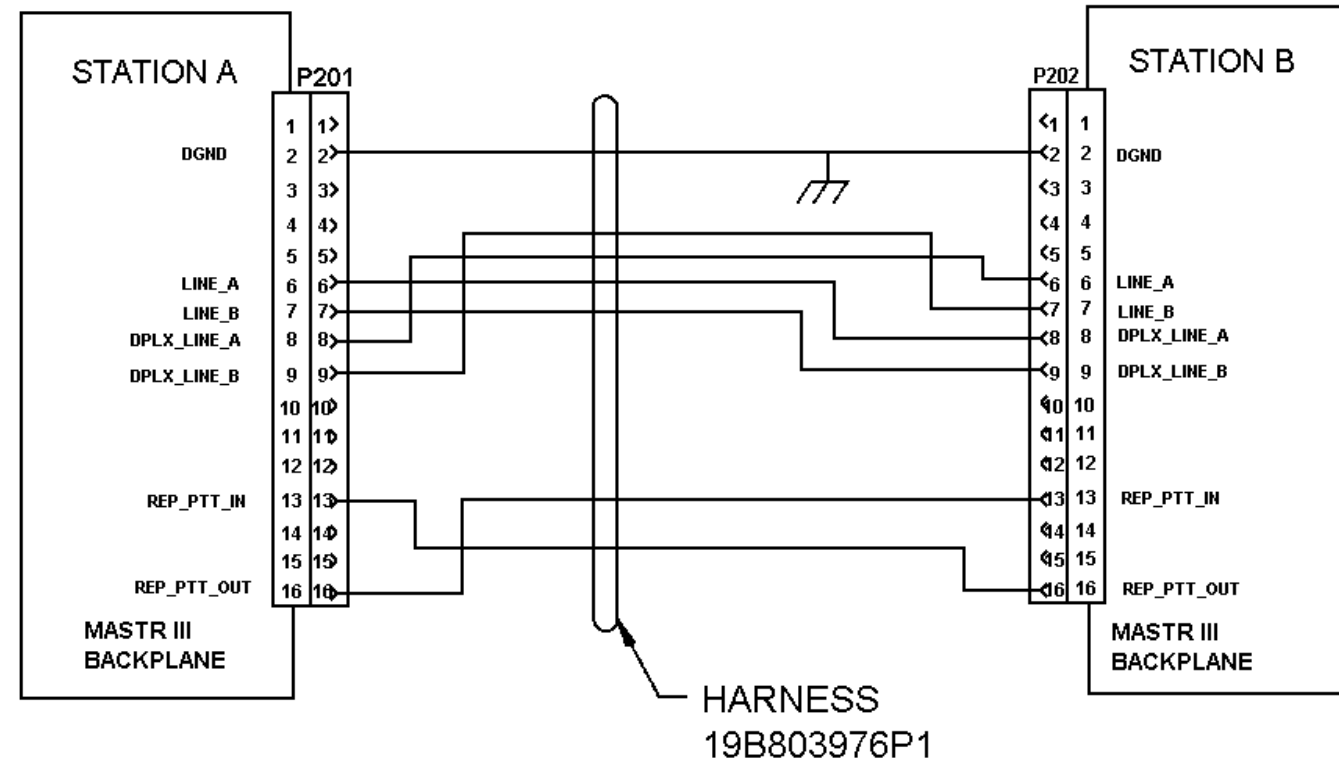 STATION A
P201
P202
STATION B
1 1
1 1
DGND 2 2
2 2 DGND
3 3
3 3
4 4
4 4
5 5
5 5
LINE_A 6 6
6 6 LINE_A
LINE_B 7 7
7 7 LINE_B
DPLX_LINE_A 8 8
8 8 DPLX_LINE_A
DPLX_LINE_B 9 9
9 9 DPLX_LINE_B
10 10
10 10
11 11
11 11
12 12
12 12
REP_PTT_IN 13 13
13 13 REP_PTT_IN
14 14
14 14
15 15
15 15
REP_PTT_OUT 16 16
16 16 REP_PTT_OUT
MASTR III
BACKPLANE
MASTR III
BACKPLANE
HARNESS
19B803976P1